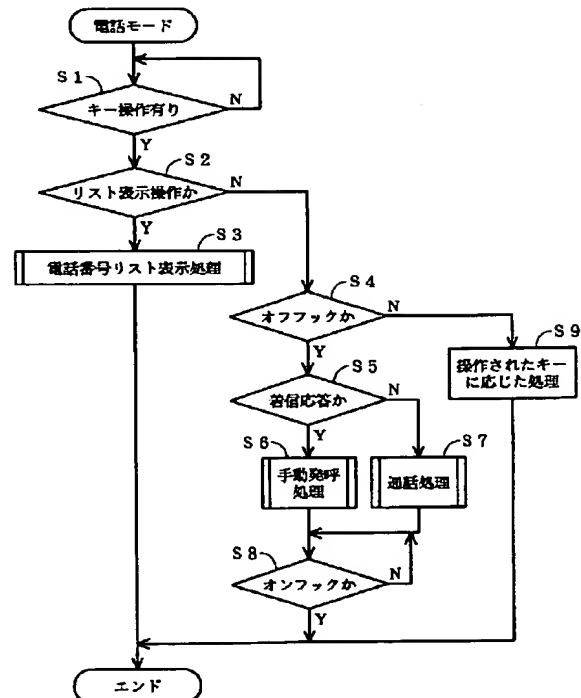 電話モード
S1
キー操作有り
N
Y
S2
リスト表示操作か
N
Y
S3
電話番号リスト表示処理
S4
オフフックか
N
Y
S9
操作されたキー
に応じた処理
S5
着信応答か
N
Y
S6
手動発呼
処理
S7
通話処理
S8
オンフックか
N
Y
エンド